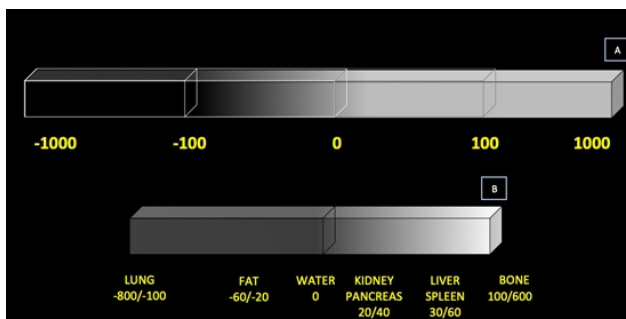 A
-1000 -100 0 100 1000
B
LUNG FAT WATER KIDNEY LIVER BONE
-800/-100 -60/-20 0 PANCREAS SPLEEN 100/600
20/40 30/60